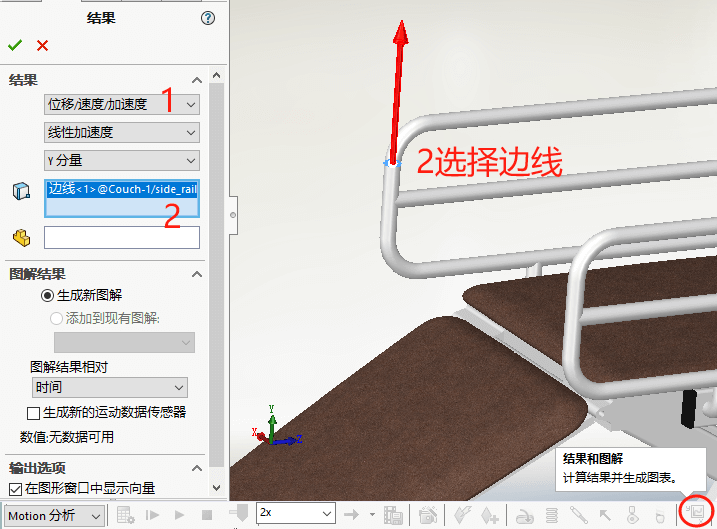 结果
结果
位移/速度/加速度
1
线性加速度
Y 分量
边线<1>@Couch-1/side_rail
2
图解结果
生成新图解
添加到现有图解:
图解结果相对
时间
生成新的运动数据传感器
数值:无数据可用
输出选项
在图形窗口中显示向量
2选择边线
Y
X
Z
结果和图解
计算结果并生成图表。
Motion 分析
2x